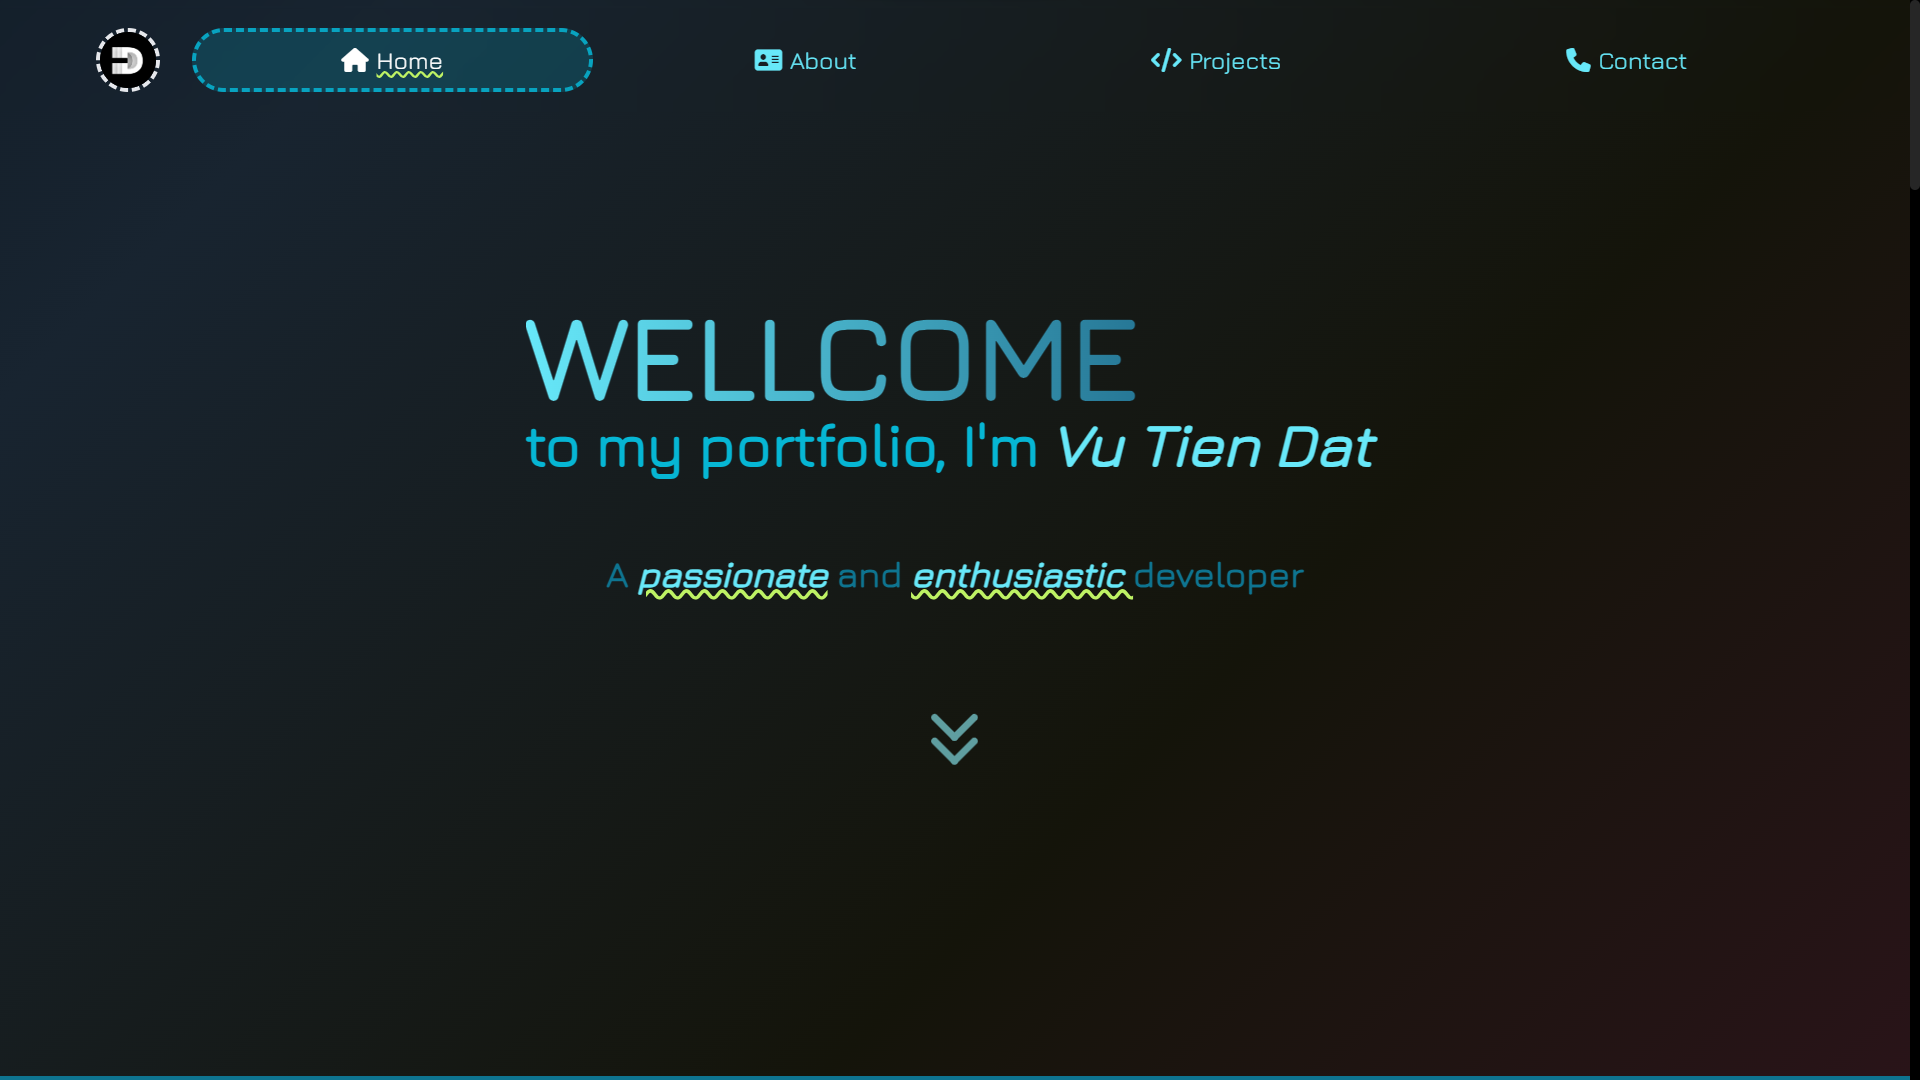 Home
About
Projects
Contact
WELLCOME
to my portfolio, I'm Vu Tien Dat
A passionate and enthusiastic developer